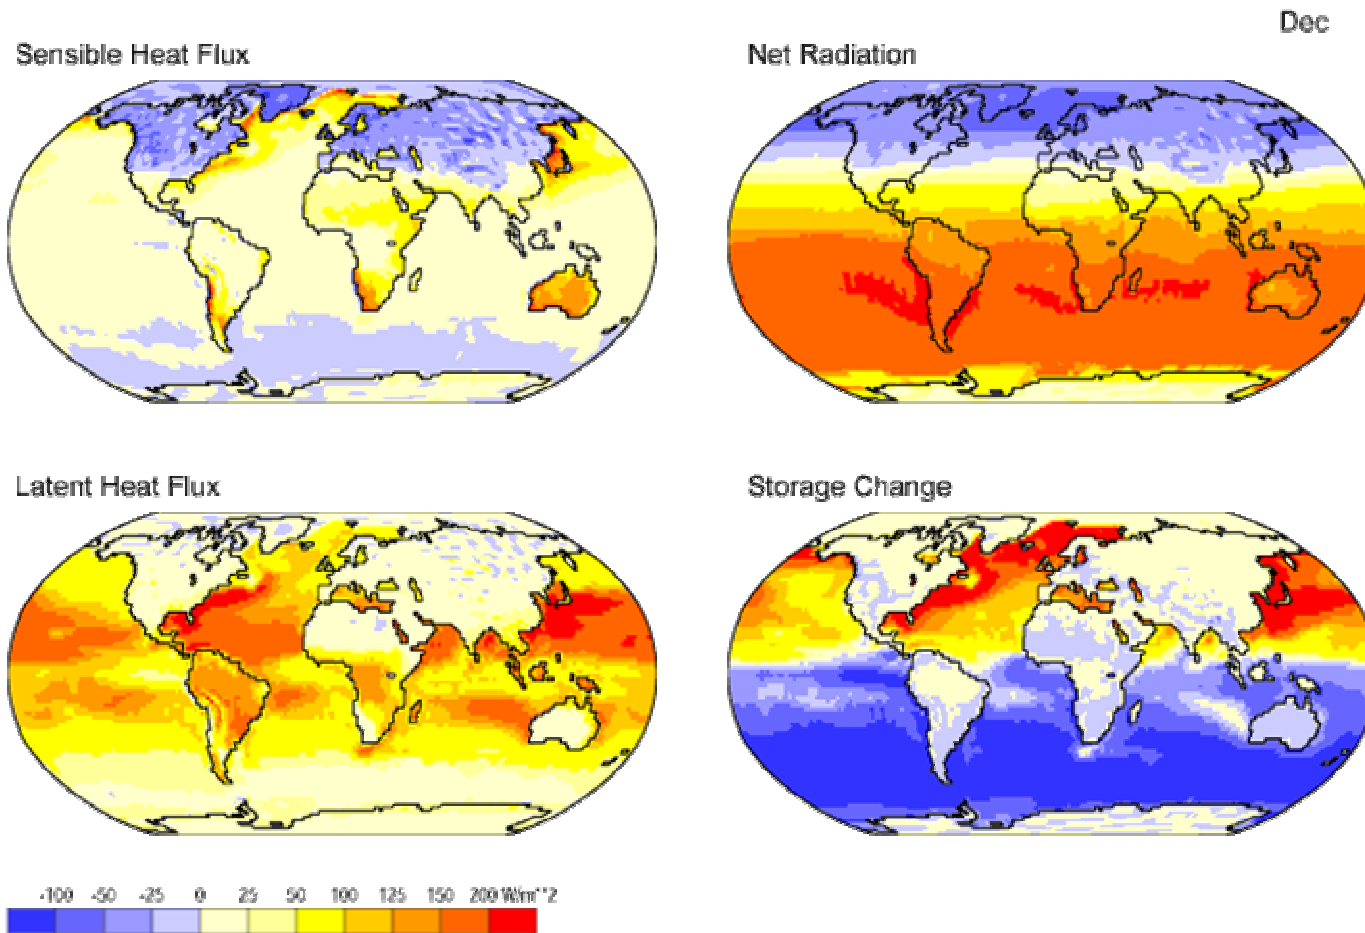 Dec
Sensible Heat Flux
Net Radiation
Latent Heat Flux
Storage Change
-100 -50 -25 0 25 50 100 125 150 200 W/m**2